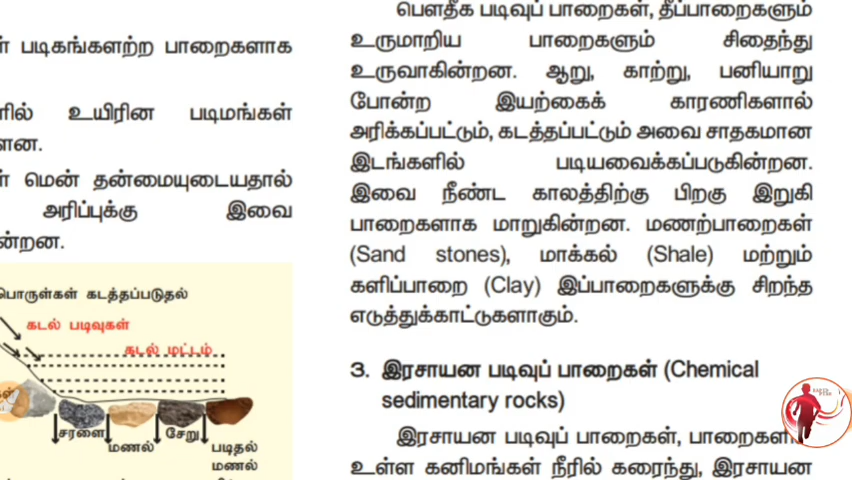 படிகங்களற்ற பாறைகளாக
உயிரின படிமங்கள்
மென் தன்மையுடையதால்
அரிப்புக்கு இவை
பொருள்கள் கடத்தப்படுதல்
கடல் படிவுகள்
கடல் மட்டம்
சரளை
மணல்
சேறு
படிதல்
மணல்
பௌதீக படிவுப் பாறைகள், தீப்பாறைகளும்
உருமாறிய பாறைகளும் சிதைந்து
உருவாகின்றன. ஆறு, காற்று, பனியாறு
போன்ற இயற்கைக் காரணிகளால்
அரிக்கப்பட்டும், கடத்தப்பட்டும் அவை சாதகமான
இடங்களில் படியவைக்கப்படுகின்றன.
இவை நீண்ட காலத்திற்கு பிறகு இறுகி
பாறைகளாக மாறுகின்றன. மணற்பாறைகள்
(Sand stones), மாக்கல் (Shale) மற்றும்
களிப்பாறை (Clay) இப்பாறைகளுக்கு சிறந்த
எடுத்துக்காட்டுகளாகும்.
3. இரசாயன படிவுப் பாறைகள் (Chemical
sedimentary rocks)
இரசாயன படிவுப் பாறைகள், பாறைகளில்
உள்ள கனிமங்கள் நீரில் கரைந்து, இரசாயன